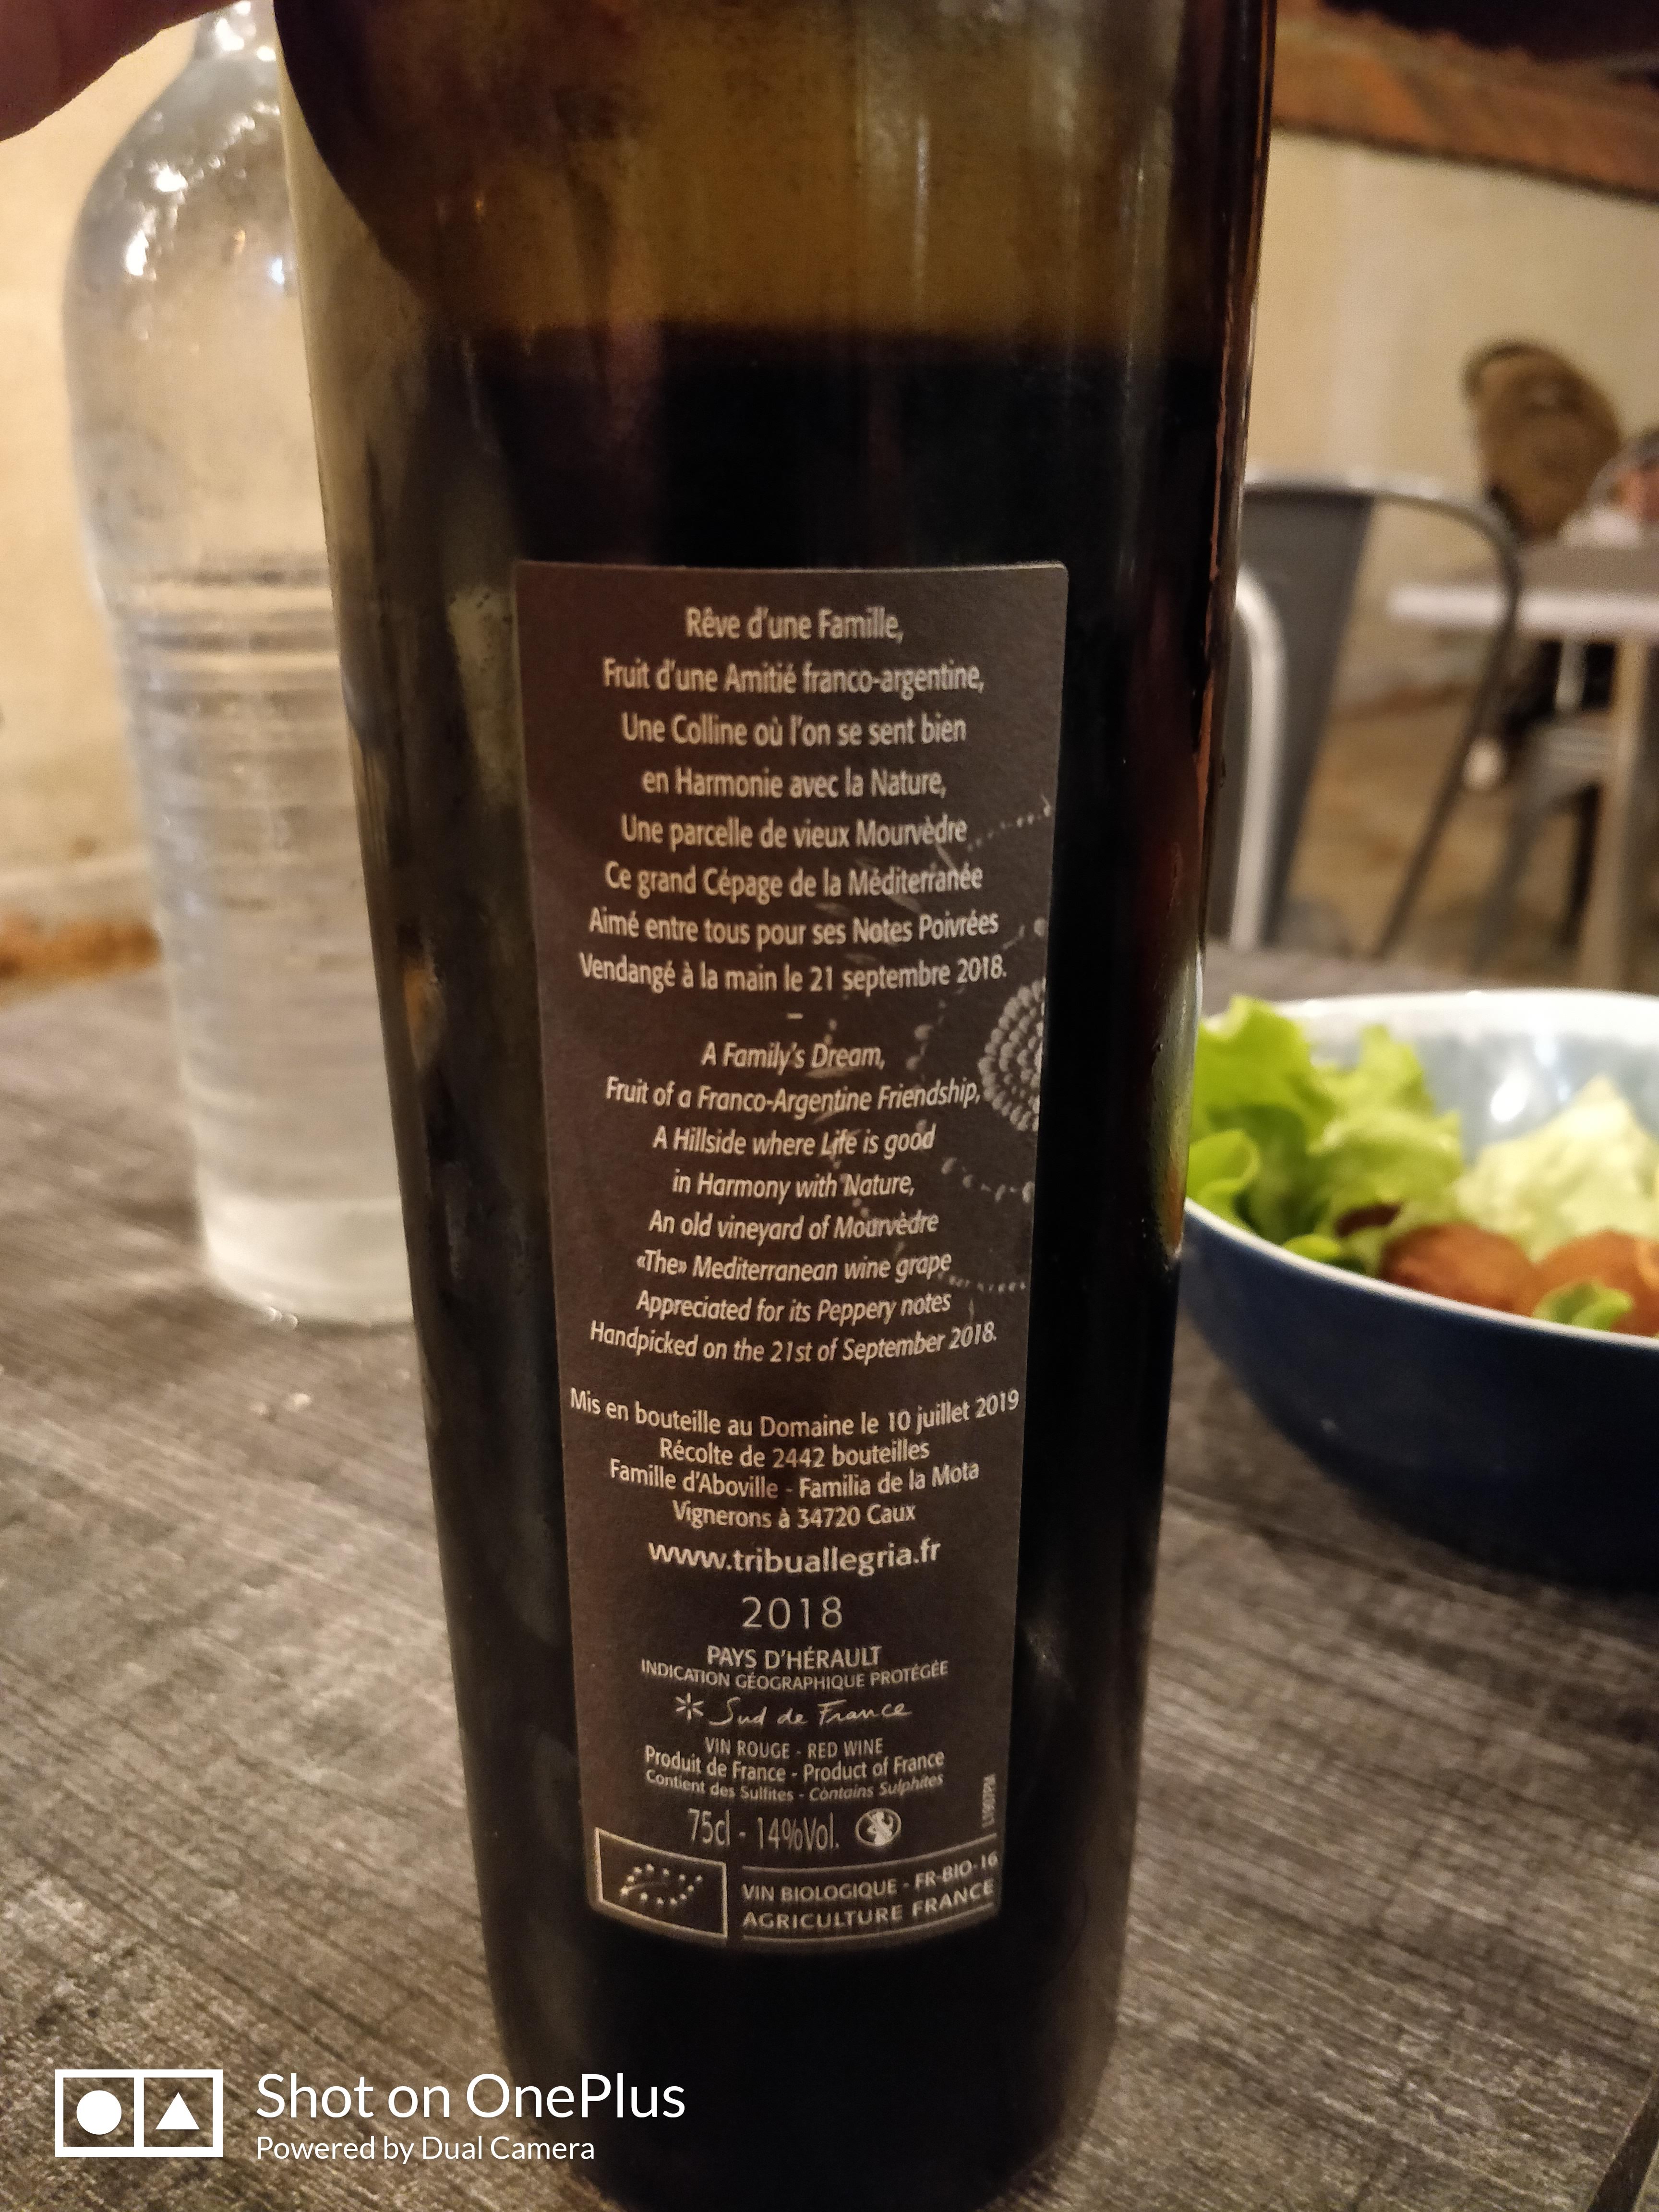 Rêve d'une Famille,
Fruit d'une Amitié franco-argentine,
Une Colline où l'on se sent bien
en Harmonie avec la Nature,
Une parcelle de vieux Mourvèdre
Ce grand Cépage de la Méditerranée
Aimé entre tous pour ses Notes Poivrées
Vendangé à la main le 21 septembre 2018.
–
A Family's Dream,
Fruit of a Franco-Argentine Friendship,
A Hillside where Life is good
in Harmony with Nature,
An old vineyard of Mourvèdre
«The» Mediterranean wine grape
Appreciated for its Peppery notes
Handpicked on the 21st of September 2018.
Mis en bouteille au Domaine le 10 juillet 2019
Récolte de 2442 bouteilles
Famille d'Aboville - Familia de la Mota
Vignerons à 34720 Caux
www.tribuallegria.fr
2018
PAYS D'HÉRAULT
INDICATION GÉOGRAPHIQUE PROTÉGÉE
Sud de France
VIN ROUGE - RED WINE
Produit de France - Product of France
Contient des Sulfites - Contains Sulphites
75cl - 14%Vol.
VIN BIOLOGIQUE - FR-BIO-16
AGRICULTURE FRANCE
Shot on OnePlus
Powered by Dual Camera